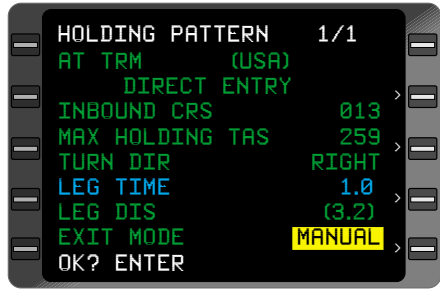 HOLDING PATTERN 1/1
AT TRM (USA)
DIRECT ENTRY
INBOUND CRS 013
MAX HOLDING TAS 259
TURN DIR RIGHT
LEG TIME 1.0
LEG DIS (3.2)
EXIT MODE MANUAL
OK? ENTER